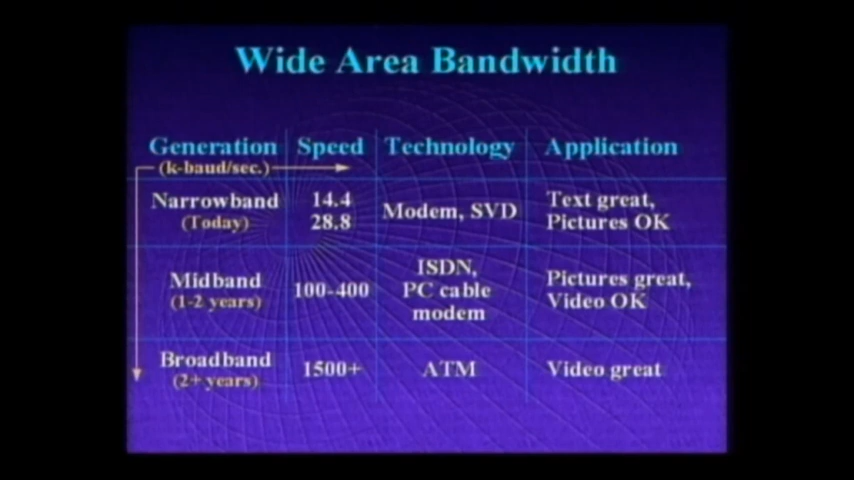 Wide Area Bandwidth
Generation Speed Technology Application
(k-baud/sec.)
Narrowband
(Today)
14.4
28.8
Modem, SVD
Text great,
Pictures OK
Midband
(1-2 years)
100-400
ISDN,
PC cable
modem
Pictures great,
Video OK
Broadband
(2+ years)
1500+
ATM
Video great